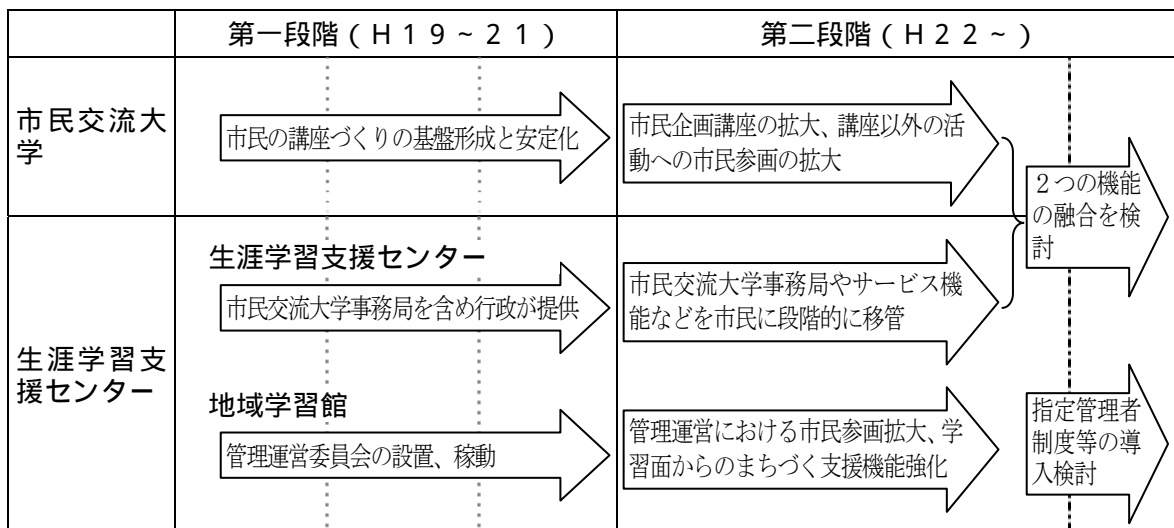 第一段階（Ｈ１９～２１）
第二段階（Ｈ２２～）
市民交流大
学
市民の講座づくりの基盤形成と安定化
市民企画講座の拡大、講座以外の活
動への市民参画の拡大
２つの機能
の融合を検
討
生涯学習支
援センター
生涯学習支援センター
市民交流大学事務局を含め行政が提供
市民交流大学事務局やサービス機
能などを市民に段階的に移管
地域学習館
管理運営委員会の設置、稼動
管理運営における市民参画拡大、学
習面からのまちづく支援機能強化
指定管理者
制度等の導
入検討